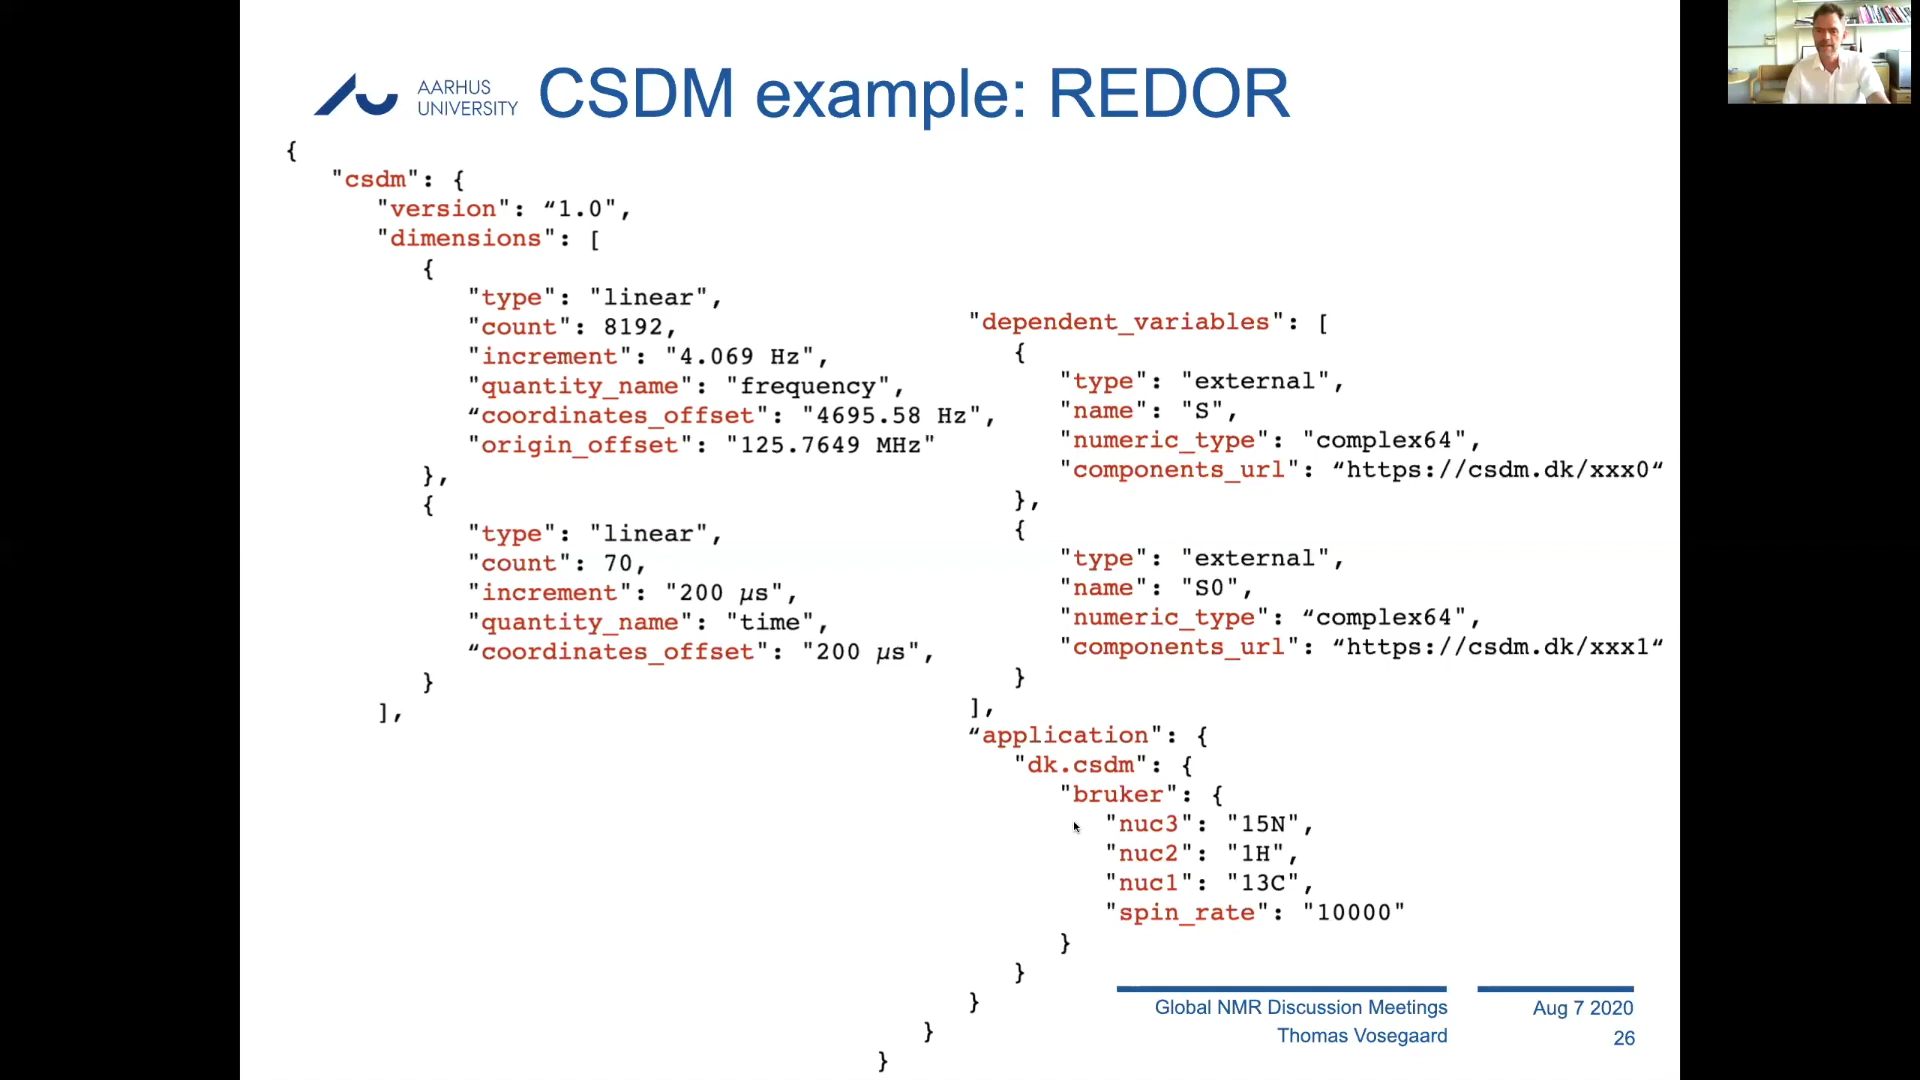 AARHUS
UNIVERSITY
CSDM example: REDOR
{
"csdm": {
"version": “1.0",
"dimensions": [
{
"type": "linear",
"count": 8192,
"increment": "4.069 Hz",
"quantity_name": "frequency",
“coordinates_offset": "4695.58 Hz",
"origin_offset": "125.7649 MHz"
},
{
"type": "linear",
"count": 70,
"increment": "200 µs",
"quantity_name": "time",
“coordinates_offset": "200 µs",
}
],
"dependent_variables": [
{
"type": "external",
"name": "S",
"numeric_type": "complex64",
"components_url": “https://csdm.dk/xxx0“
},
{
"type": "external",
"name": "S0",
"numeric_type": “complex64",
"components_url": “https://csdm.dk/xxx1“
}
],
“application": {
"dk.csdm": {
"bruker": {
"nuc3": "15N",
"nuc2": "1H",
"nuc1": "13C",
"spin_rate": "10000"
}
}
}
}
}
Global NMR Discussion Meetings
Thomas Vosegaard
Aug 7 2020
26